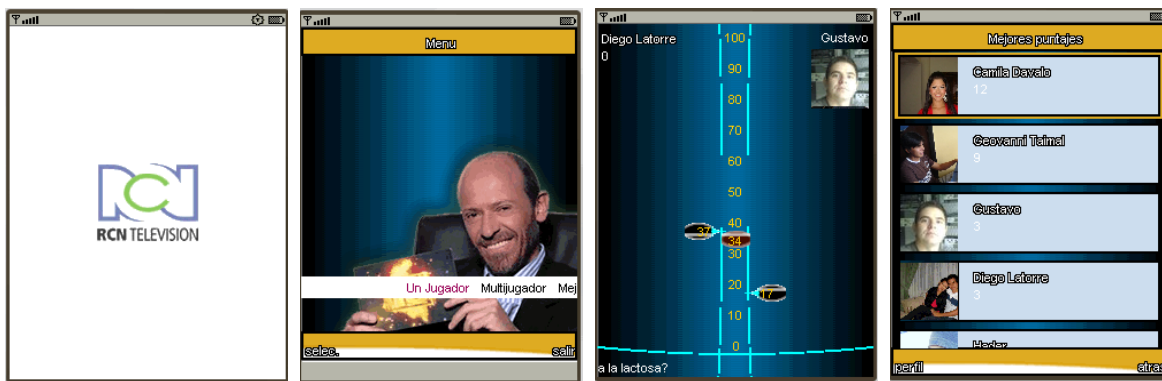 RCN TELEVISION
Menu
Un Jugador Multijugador Mej
selec. salir
Diego Latorre Gustavo
0
100
90
80
70
60
50
40
37
34
30
20
17
10
0
a la lactosa?
Mejores puntajes
Camila Davalo
12
Geovanni Taimal
9
Gustavo
3
Diego Latorre
3
Hader
perfil atras